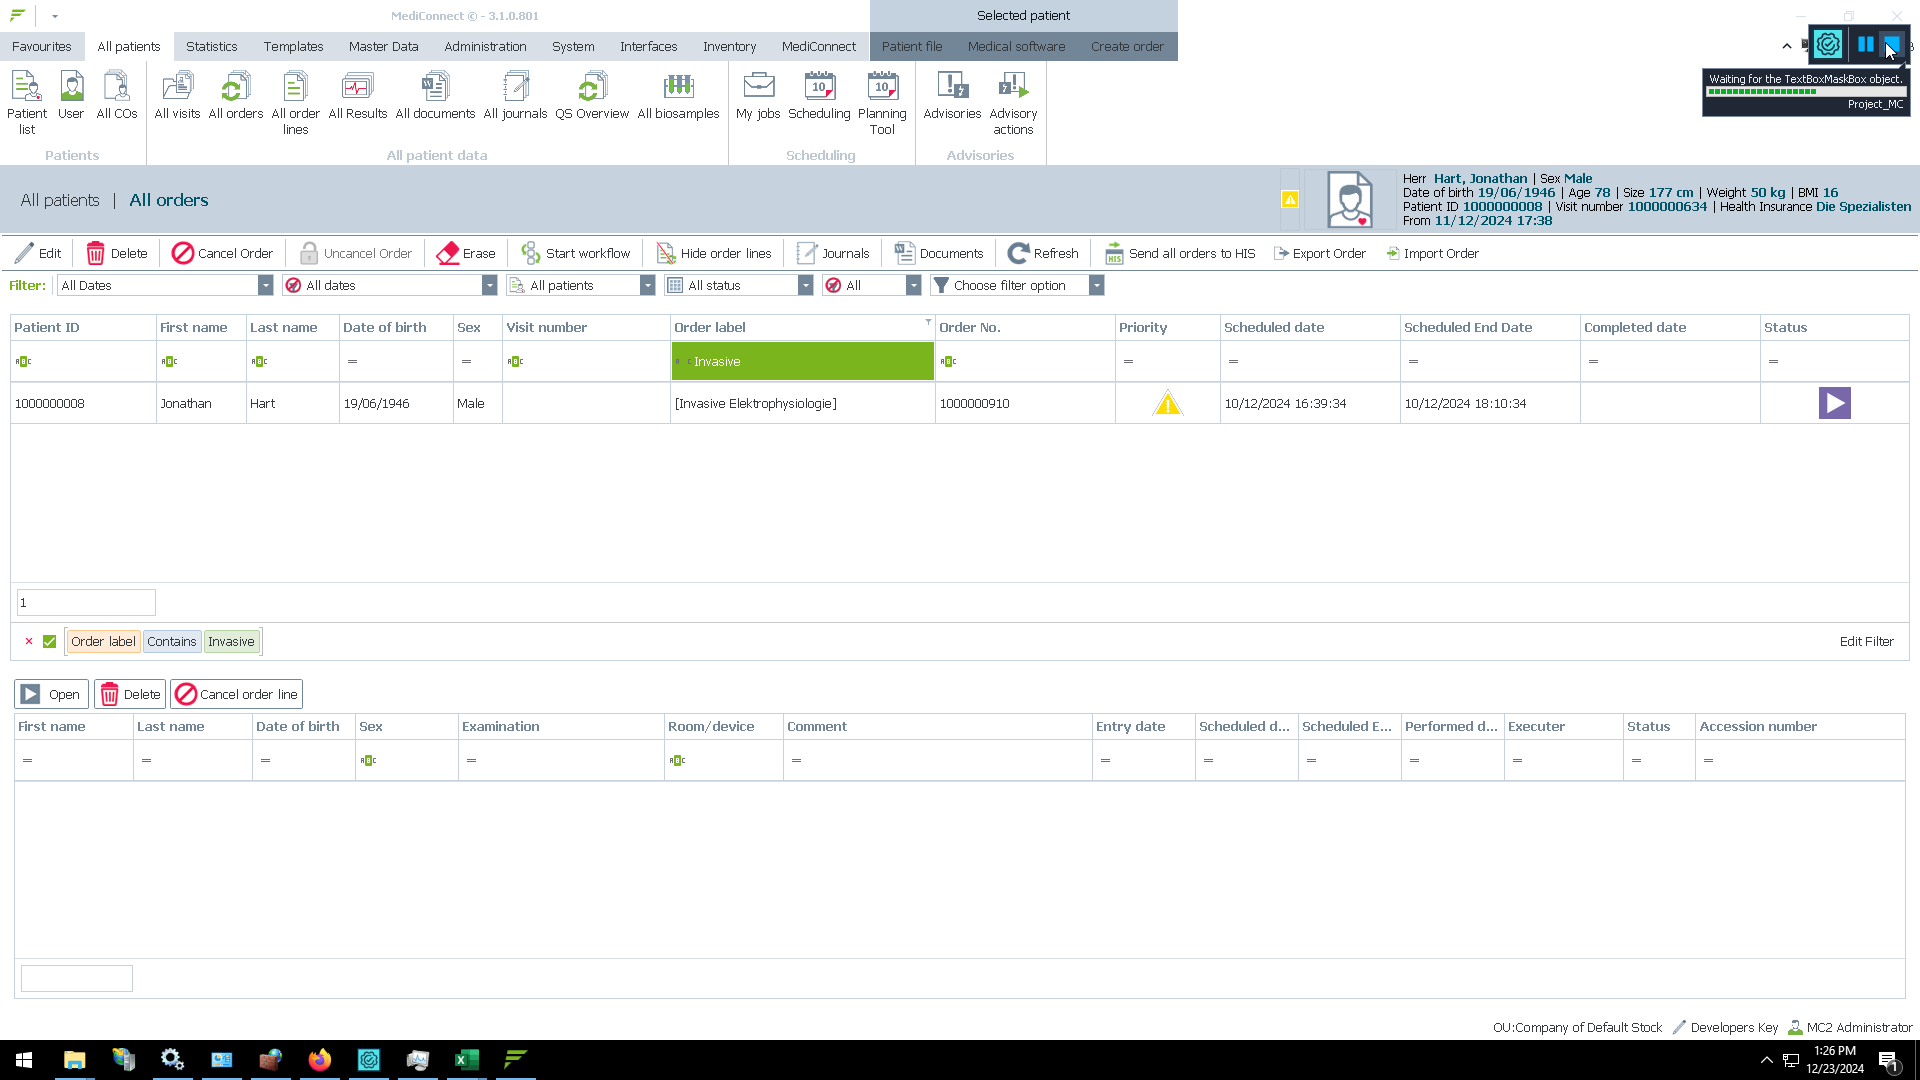 MediConnect © - 3.1.0.801
Selected patient
Favourites All patients Statistics Templates Master Data Administration System Interfaces Inventory MediConnect Patient file Medical software Create order
Waiting for the TextBoxMaskBox object.
Project_MC
Patient list User All COs All visits All orders All order lines All Results All documents All journals QS Overview All biosamples My jobs Scheduling Planning Tool Advisories Advisory actions
Patients All patient data Scheduling Advisories
All patients | All orders
Herr Hart, Jonathan | Sex Male
Date of birth 19/06/1946 | Age 78 | Size 177 cm | Weight 50 kg | BMI 16
Patient ID 1000000008 | Visit number 1000000634 | Health Insurance Die Spezialisten
From 11/12/2024 17:38
Edit Delete Cancel Order Uncancel Order Erase Start workflow Hide order lines Journals Documents Refresh Send all orders to HIS Export Order Import Order
Filter: All Dates All dates All patients All status All Choose filter option
Patient ID First name Last name Date of birth Sex Visit number Order label Order No. Priority Scheduled date Scheduled End Date Completed date Status
Invasive
1000000008 Jonathan Hart 19/06/1946 Male [Invasive Elektrophysiologie] 1000000910 10/12/2024 16:39:34 10/12/2024 18:10:34
1
Order label Contains Invasive Edit Filter
Open Delete Cancel order line
First name Last name Date of birth Sex Examination Room/device Comment Entry date Scheduled d... Scheduled E... Performed d... Executer Status Accession number
OU:Company of Default Stock Developers Key MC2 Administrator
1:26 PM
12/23/2024
1